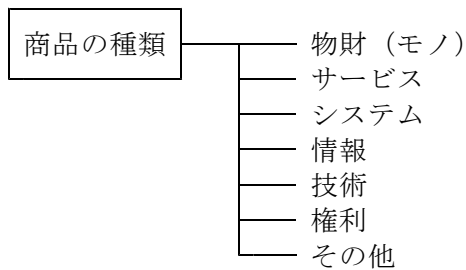 商品の種類
物財（モノ）
サービス
システム
情報
技術
権利
その他